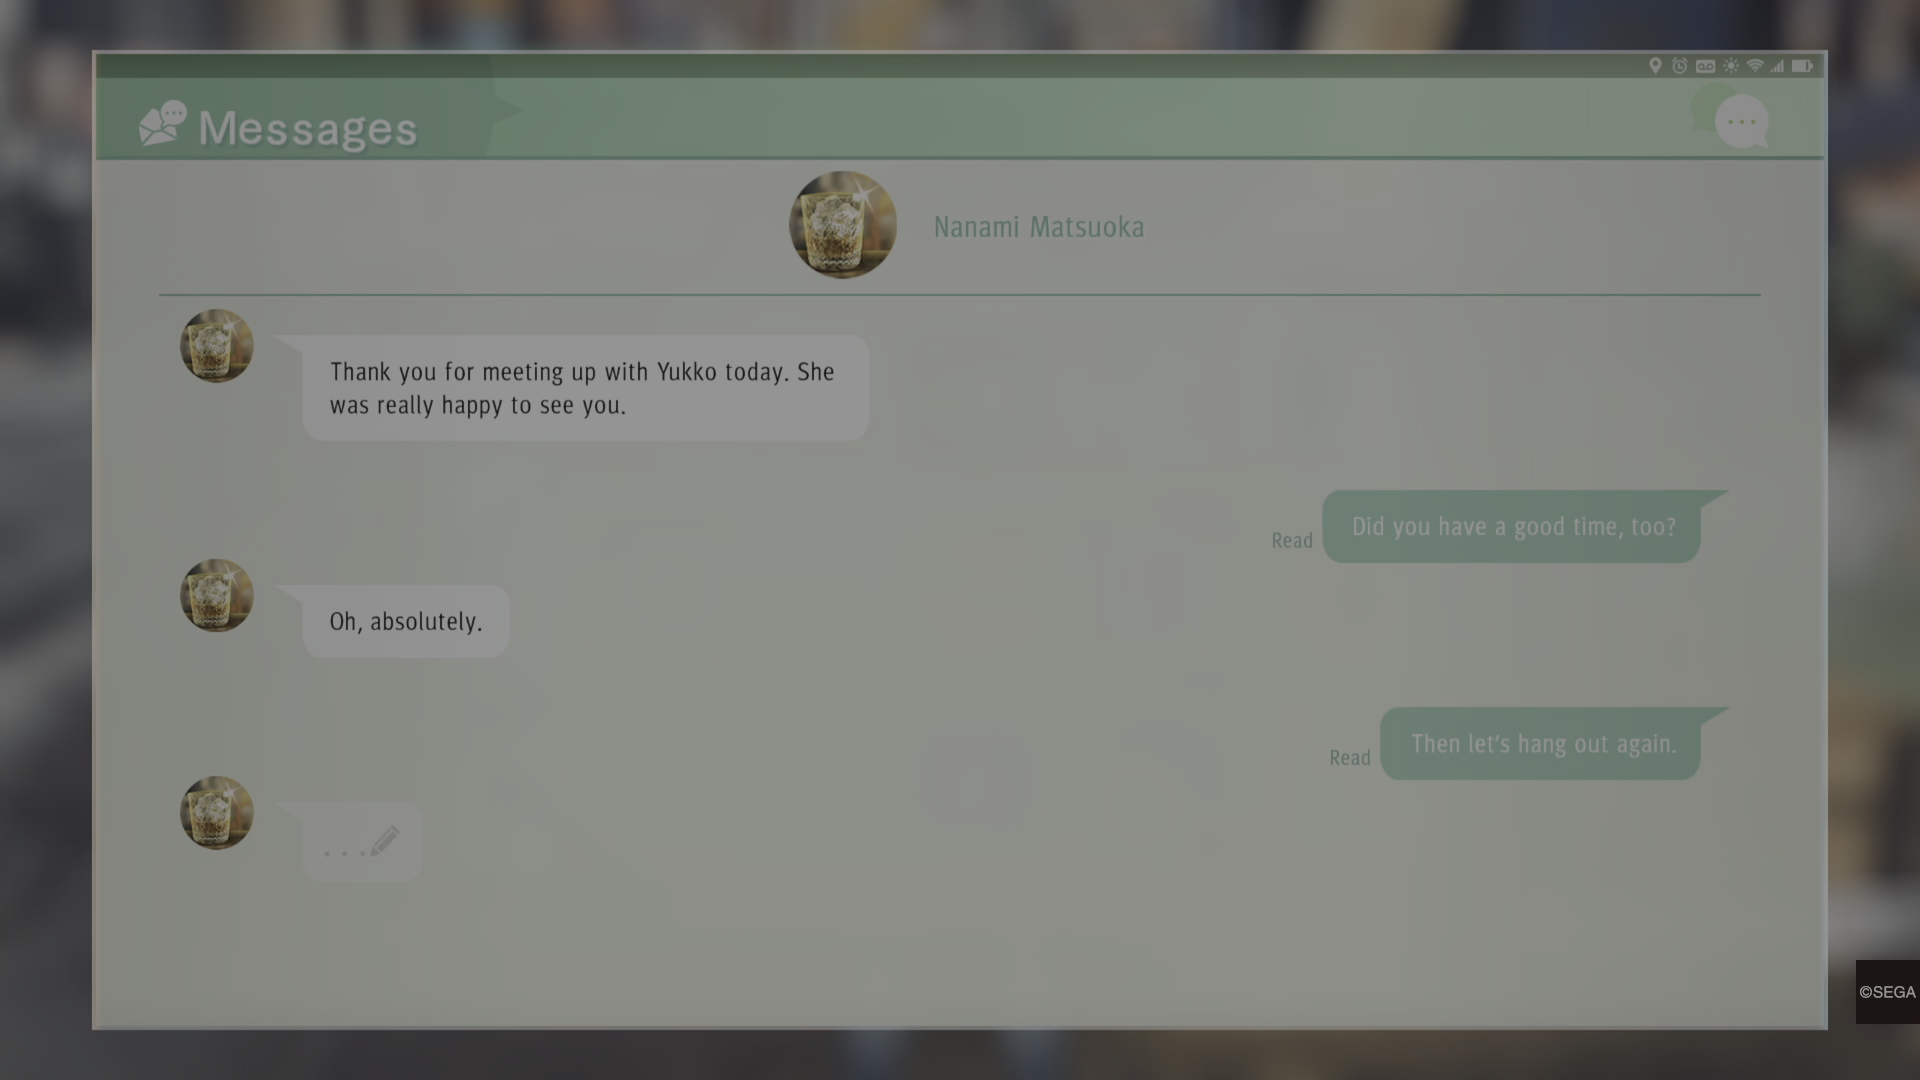 Messages
Nanami Matsuoka
Thank you for meeting up with Yukko today. She
was really happy to see you.
Did you have a good time, too?
Read
Oh, absolutely.
Then let's hang out again.
Read
...
©SEGA